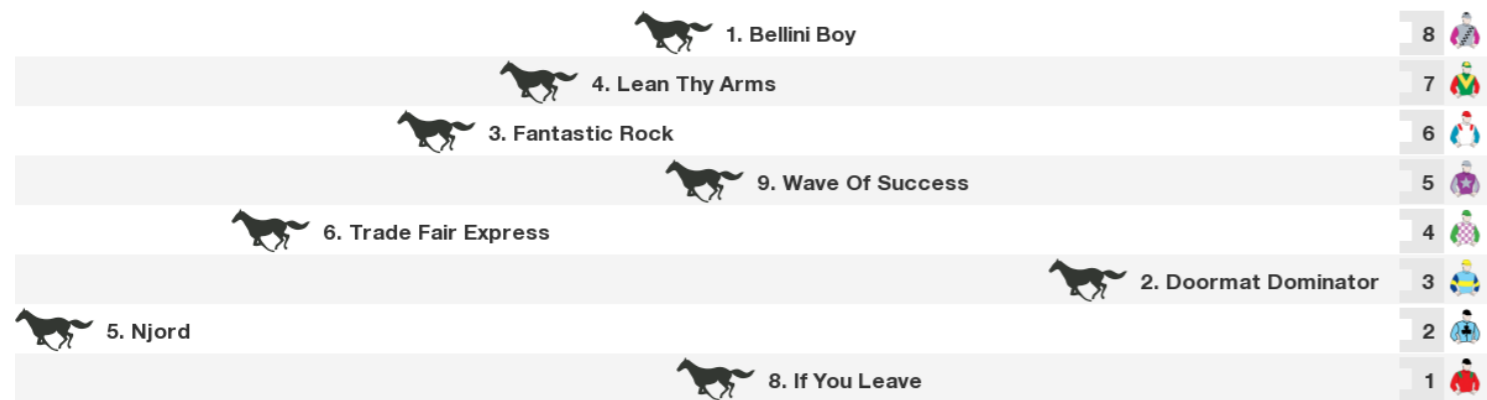 1. Bellini Boy 8
4. Lean Thy Arms 7
3. Fantastic Rock 6
9. Wave Of Success 5
6. Trade Fair Express 4
2. Doormat Dominator 3
5. Njord 2
8. If You Leave 1